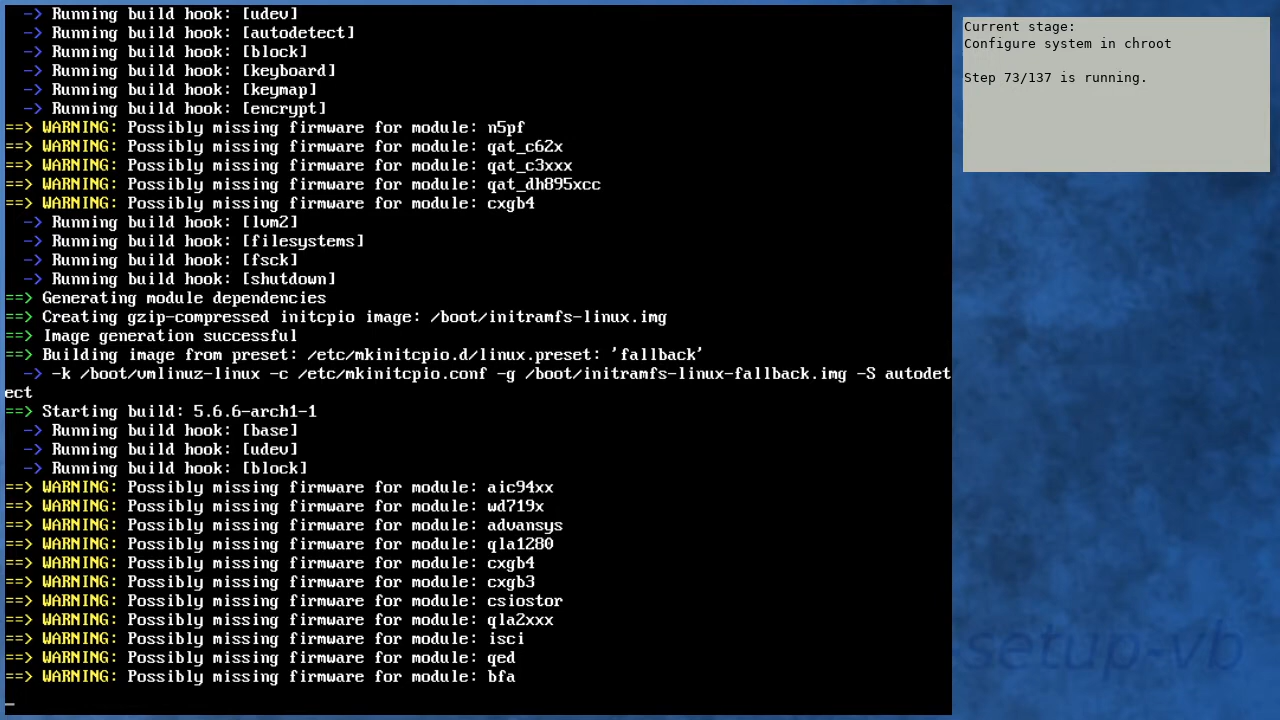 -> Running build hook: [udev]
-> Running build hook: [autodetect]
-> Running build hook: [block]
-> Running build hook: [keyboard]
-> Running build hook: [keymap]
-> Running build hook: [encrypt]
==> WARNING: Possibly missing firmware for module: n5pf
==> WARNING: Possibly missing firmware for module: qat_c62x
==> WARNING: Possibly missing firmware for module: qat_c3xxx
==> WARNING: Possibly missing firmware for module: qat_dh895xcc
==> WARNING: Possibly missing firmware for module: cxgb4
-> Running build hook: [lvm2]
-> Running build hook: [filesystems]
-> Running build hook: [fsck]
-> Running build hook: [shutdown]
==> Generating module dependencies
==> Creating gzip-compressed initcpio image: /boot/initramfs-linux.img
==> Image generation successful
==> Building image from preset: /etc/mkinitcpio.d/linux.preset: 'fallback'
-> -k /boot/vmlinuz-linux -c /etc/mkinitcpio.conf -g /boot/initramfs-linux-fallback.img -S autodet
ect
==> Starting build: 5.6.6-arch1-1
-> Running build hook: [base]
-> Running build hook: [udev]
-> Running build hook: [block]
==> WARNING: Possibly missing firmware for module: aic94xx
==> WARNING: Possibly missing firmware for module: wd719x
==> WARNING: Possibly missing firmware for module: advansys
==> WARNING: Possibly missing firmware for module: qla1280
==> WARNING: Possibly missing firmware for module: cxgb4
==> WARNING: Possibly missing firmware for module: cxgb3
==> WARNING: Possibly missing firmware for module: csiostor
==> WARNING: Possibly missing firmware for module: qla2xxx
==> WARNING: Possibly missing firmware for module: isci
==> WARNING: Possibly missing firmware for module: qed
==> WARNING: Possibly missing firmware for module: bfa
Current stage:
Configure system in chroot
Step 73/137 is running.
setup-vb